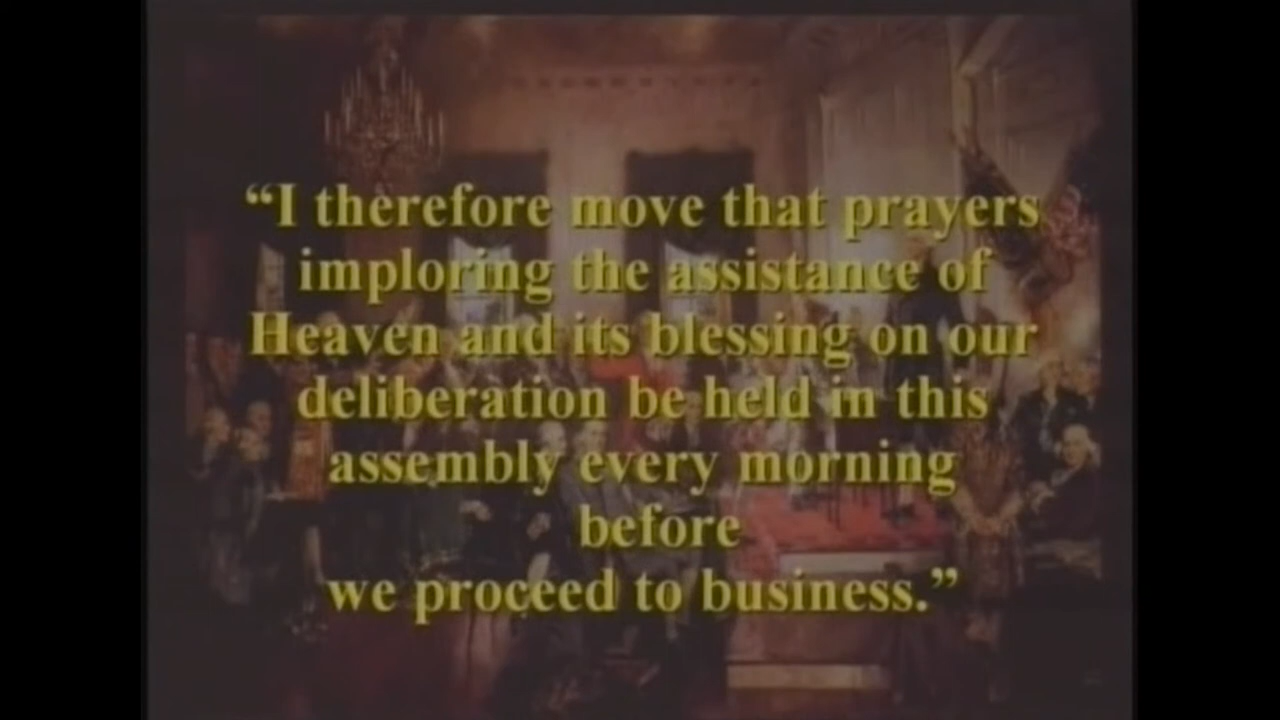 “I therefore move that prayers
imploring the assistance of
Heaven and its blessing on our
deliberation be held in this
assembly every morning
before
we proceed to business.”